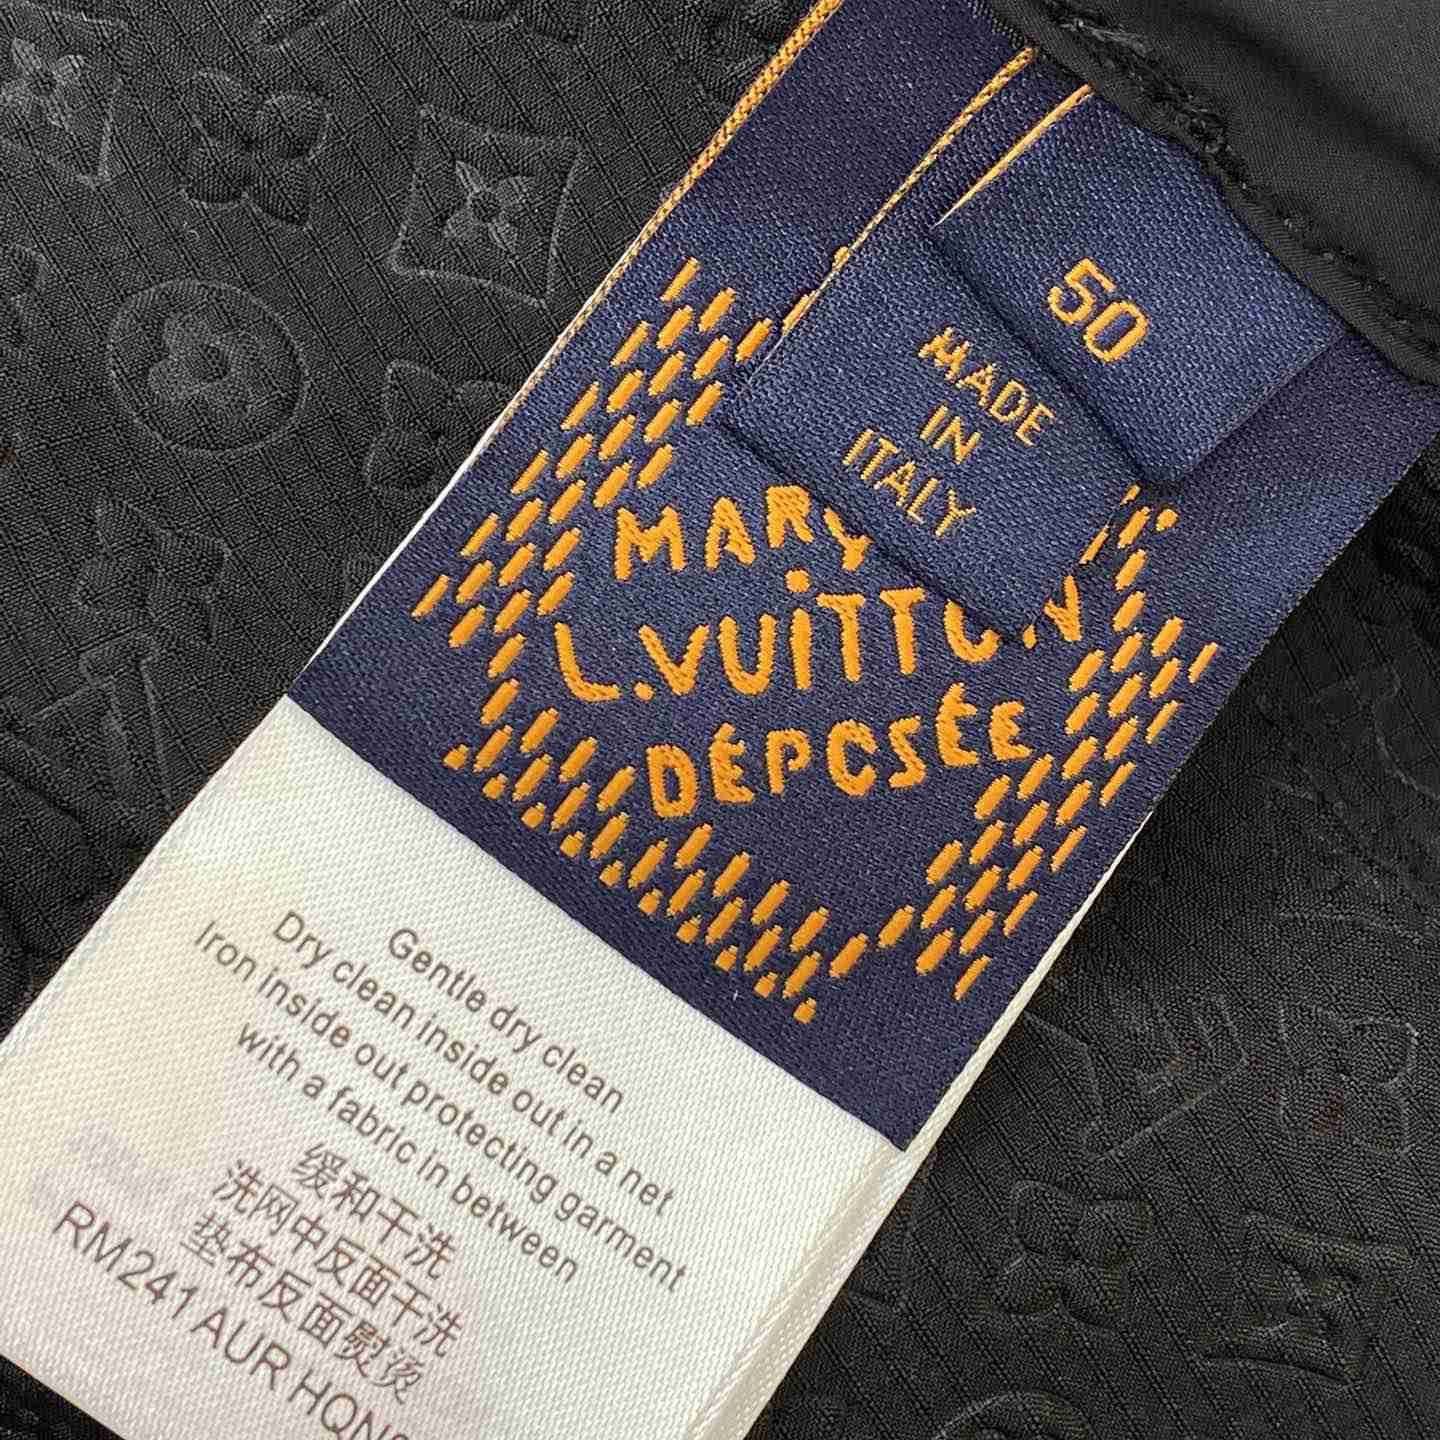 50
MADE
IN
ITALY
MARY
L.VUITTON
DÉPOSÉE
Gentle dry clean
Dry clean inside out in a net
Iron inside out protecting garment
with a fabric in between
缓和干洗
洗网中反面干洗
垫布反面熨烫
RM241 AUR HQN